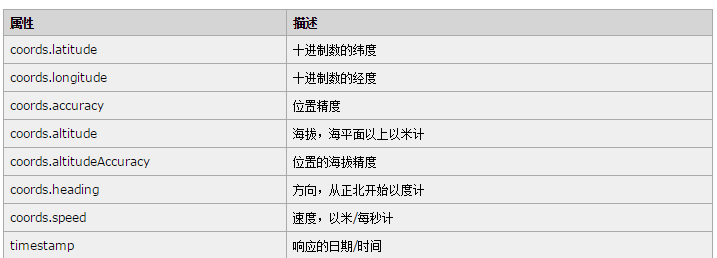 属性 描述
coords.latitude 十进制数的纬度
coords.longitude 十进制数的经度
coords.accuracy 位置精度
coords.altitude 海拔，海平面以上以米计
coords.altitudeAccuracy 位置的海拔精度
coords.heading 方向，从正北开始以度计
coords.speed 速度，以米/每秒计
timestamp 响应的日期/时间